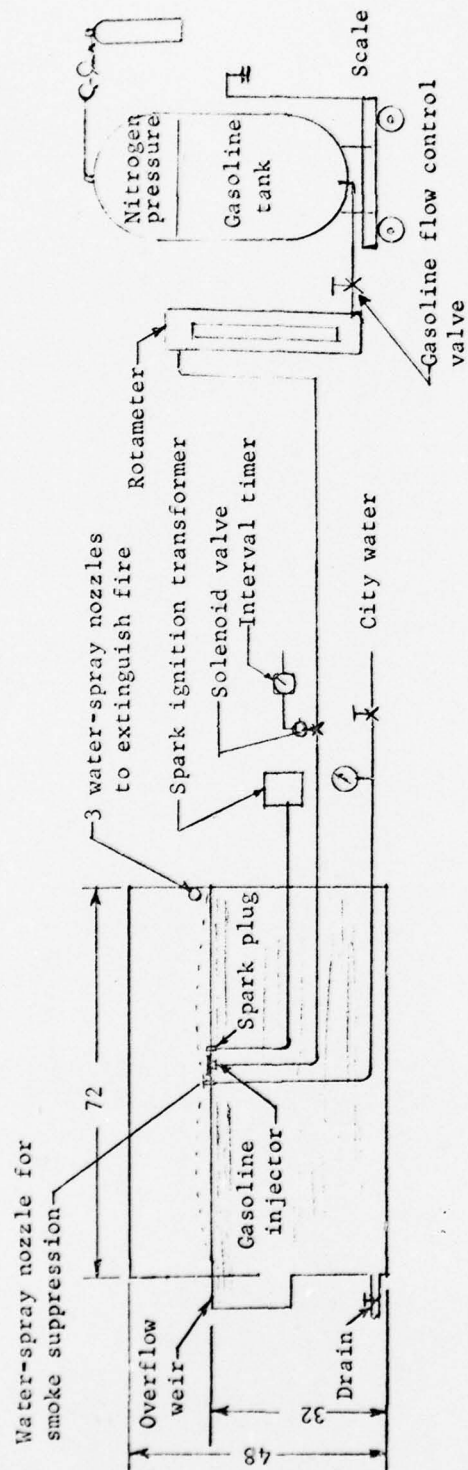 Water-spray nozzle for
smoke suppression
72
3 water-spray nozzles
to extinguish fire
Spark ignition transformer
Solenoid valve
Interval timer
Rotameter
Nitrogen
pressure
Gasoline
tank
Scale
Overflow
weir
Gasoline
injector
Spark plug
48
32
Drain
City water
Gasoline flow control
valve